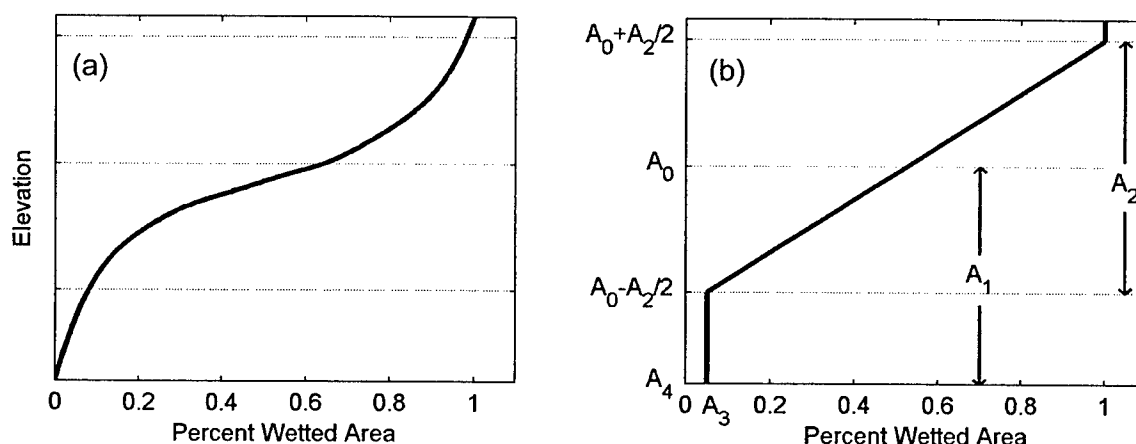 (a)
Elevation
0 0.2 0.4 0.6 0.8 1
Percent Wetted Area
(b)
A₀+A₂/2
A₀
A₀-A₂/2
A₄
A₁
A₂
0 A₃ 0.2 0.4 0.6 0.8 1
Percent Wetted Area